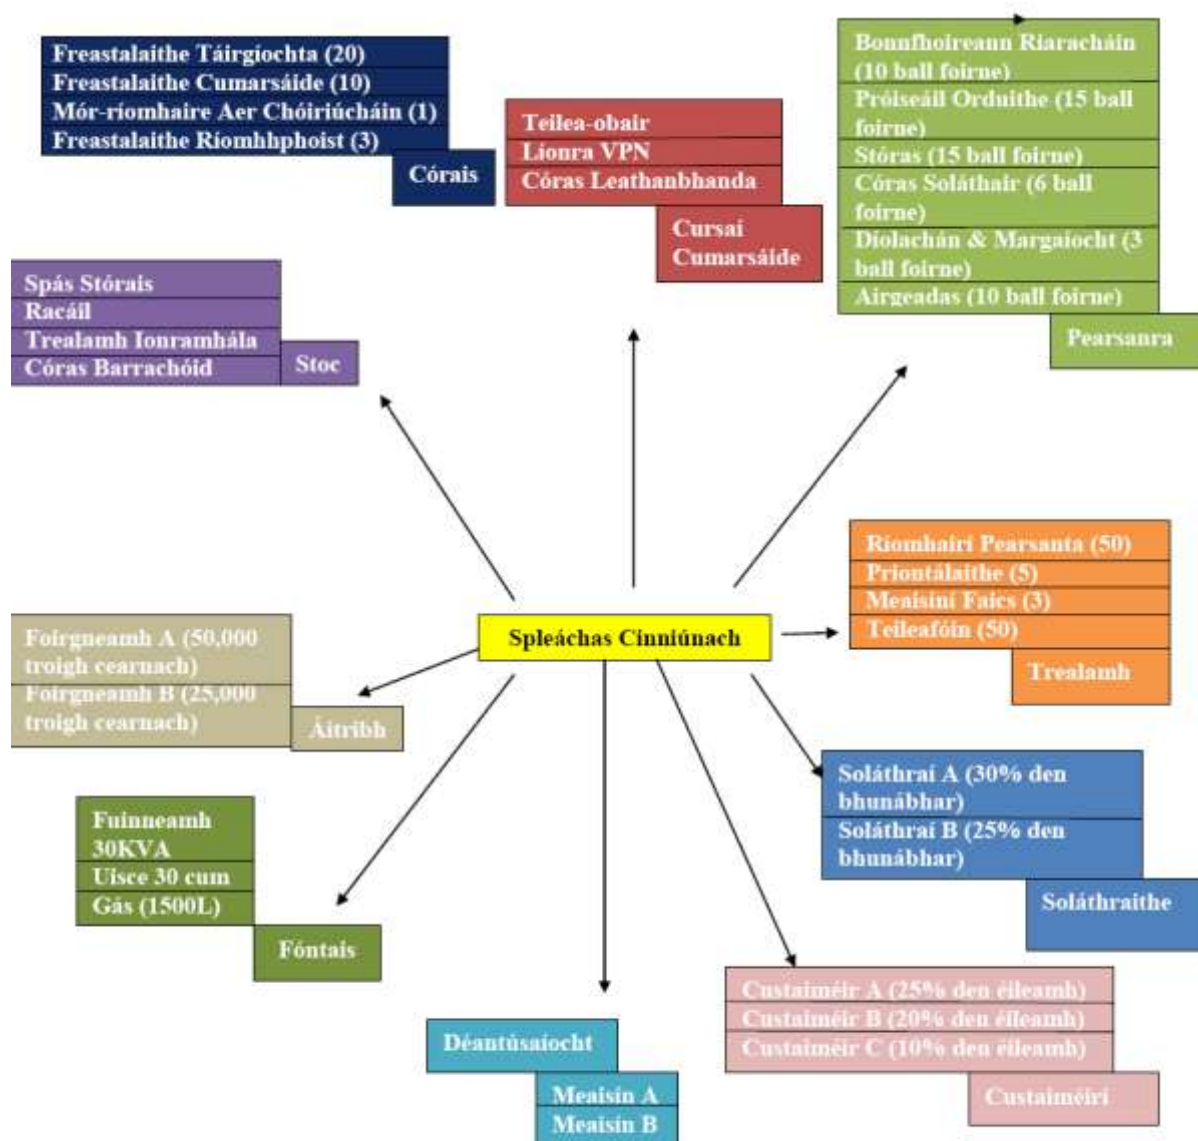 Freastalaithe Táirgíochta (20)
Freastalaithe Cumarsáide (10)
Mór-ríomhaire Aer Chóiriúcháin (1)
Freastalaithe Ríomhhphoist (3)
Córais
Teilea-obair
Líonra VPN
Córas Leathanbhanda
Cursaí
Cumarsáide
Bonnfhoireann Riaracháin
(10 ball foirne)
Próiseáil Orduithe (15 ball
foirne)
Stóras (15 ball foirne)
Córas Soláthair (6 ball
foirne)
Díolachán & Margaíocht (3
ball foirne)
Airgeadas (10 ball foirne)
Pearsanra
Spás Stórais
Racáil
Trealamh Ionramhála
Córas Barrachóid
Stoc
Ríomhairí Pearsanta (50)
Priontálaithe (5)
Meaisíní Faics (3)
Teileafóin (50)
Trealamh
Spleáchas Cinniúnach
Foirgneamh A (50,000
troigh cearnach)
Foirgneamh B (25,000
troigh cearnach)
Áitribh
Soláthraí A (30% den
bhunábhar)
Soláthraí B (25% den
bhunábhar)
Soláthraithe
Fuinneamh
30KVA
Uisce 30 cum
Gás (1500L)
Fóntais
Custaiméir A (25% den éileamh)
Custaiméir B (20% den éileamh)
Custaiméir C (10% den éileamh)
Custaiméirí
Déantúsaíocht
Meaisín A
Meaisín B